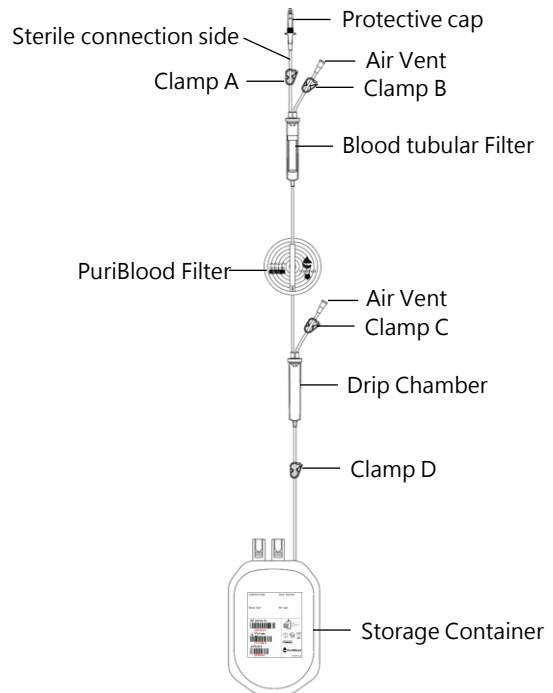 Protective cap
Sterile connection side
Air Vent
Clamp A
Clamp B
Blood tubular Filter
PuriBlood Filter
Air Vent
Clamp C
Drip Chamber
Clamp D
Storage Container
PuriBlood